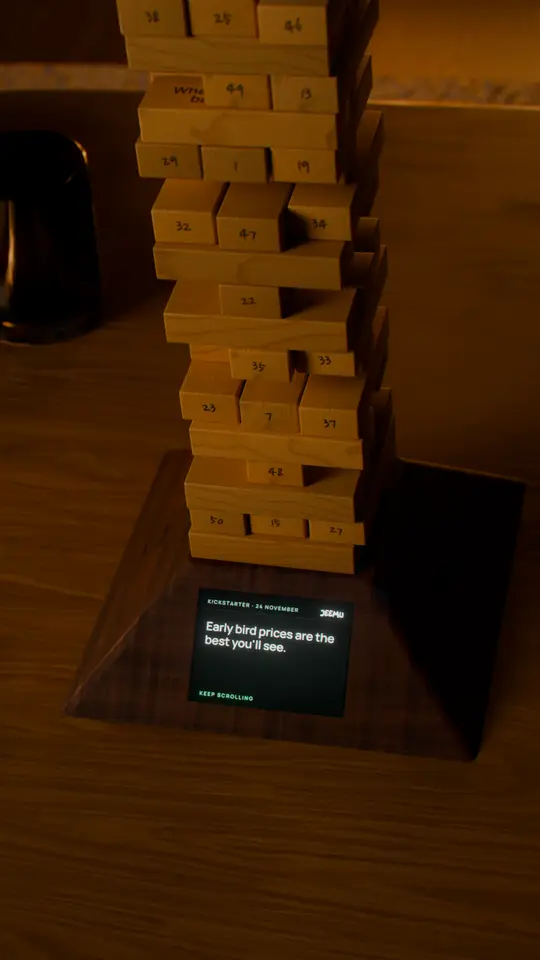 38 25 46
49 13
29 1 19
32 47 34
22
35 33
23 7 37
48
50 15 27
KICKSTARTER · 24 NOVEMBER
JEEMU
Early bird prices are the
best you'll see.
KEEP SCROLLING